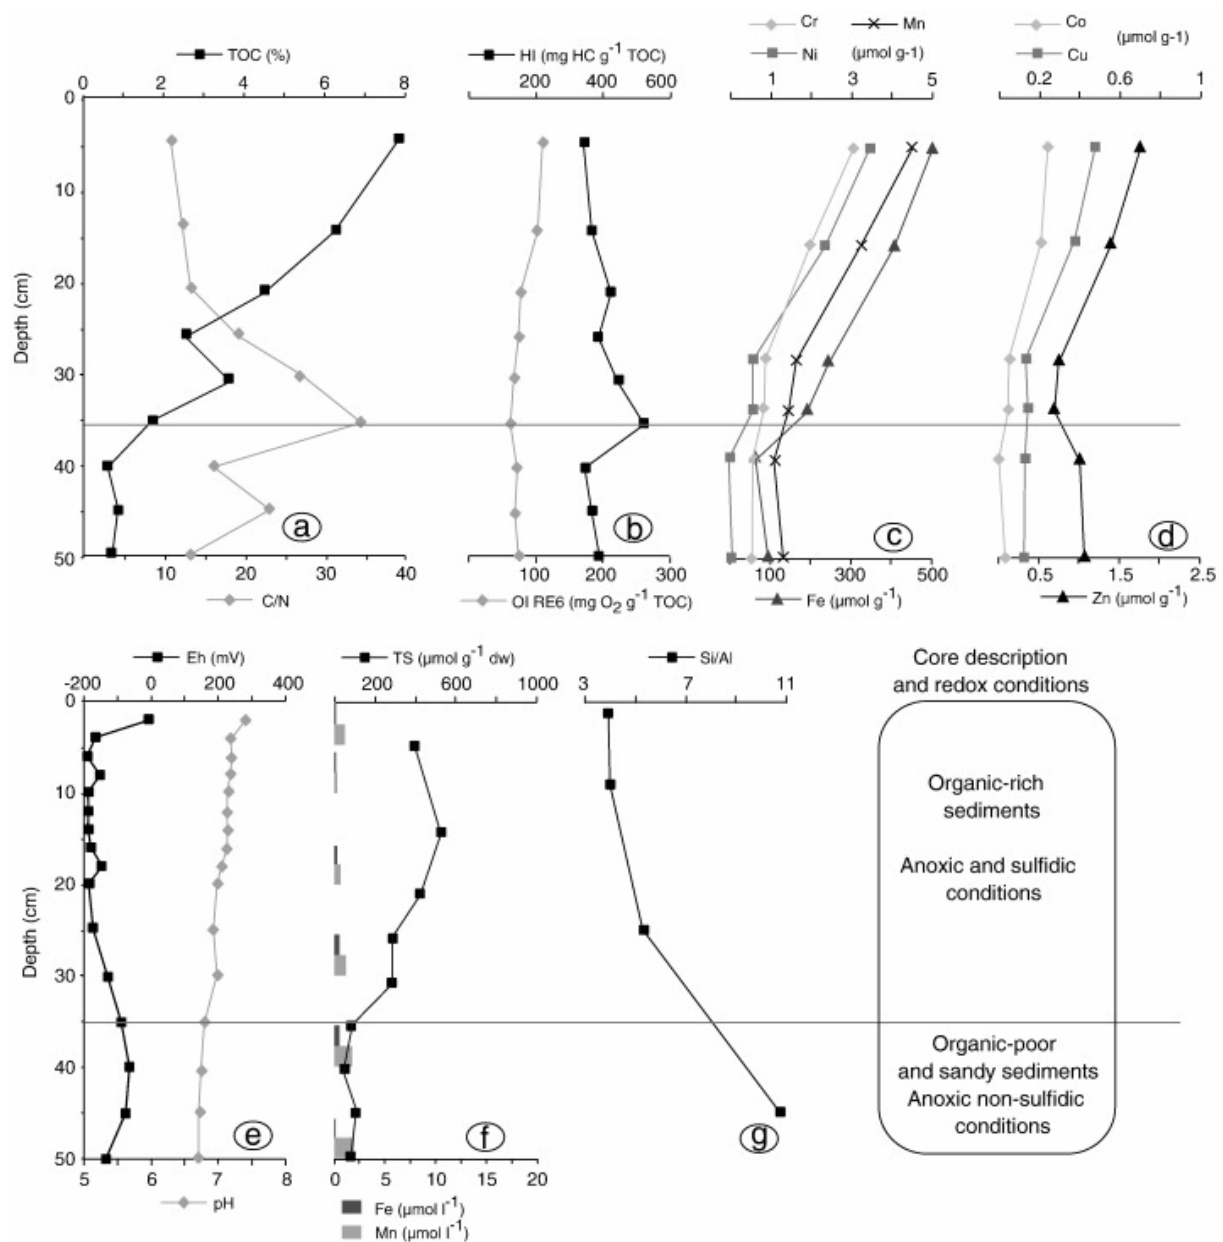 TOC (%)
0 2 4 6 8
HI (mg HC g-1 TOC)
200 400 600
Cr
Mn
Ni
(µmol g-1)
1 3 5
Co
(µmol g-1)
Cu
0.2 0.6 1
Depth (cm)
0
10
20
30
40
50
a
b
c
d
0 10 20 30 40
C/N
100 200 300
OI RE6 (mg O2 g-1 TOC)
100 300 500
Fe (µmol g-1)
0.5 1.5 2.5
Zn (µmol g-1)
Eh (mV)
-200 0 200 400
TS (µmol g-1 dw)
200 600 1000
Si/Al
3 7 11
Core description
and redox conditions
Depth (cm)
0
10
20
30
40
50
Organic-rich
sediments
Anoxic and sulfidic
conditions
Organic-poor
and sandy sediments
Anoxic non-sulfidic
conditions
e
f
g
5 6 7 8
pH
0 5 10 15 20
Fe (µmol l-1)
Mn (µmol l-1)